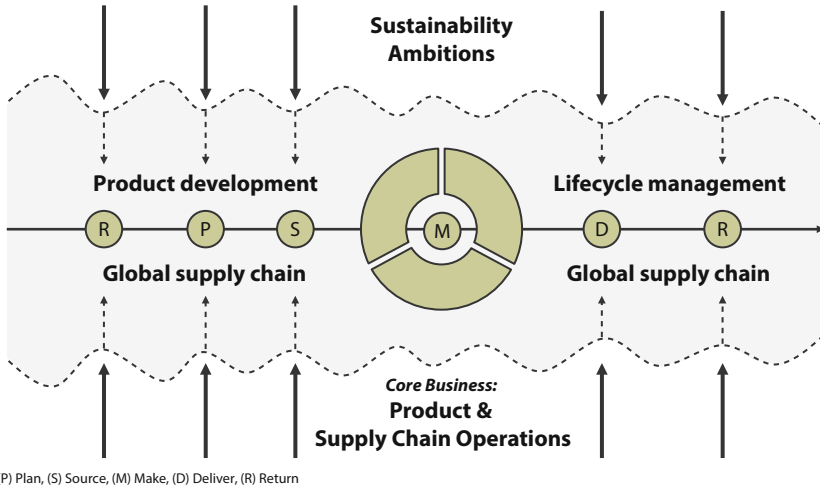 Sustainability
Ambitions
Product development
Lifecycle management
R
P
S
M
D
R
Global supply chain
Global supply chain
Core Business:
Product &
Supply Chain Operations
P) Plan, (S) Source, (M) Make, (D) Deliver, (R) Return